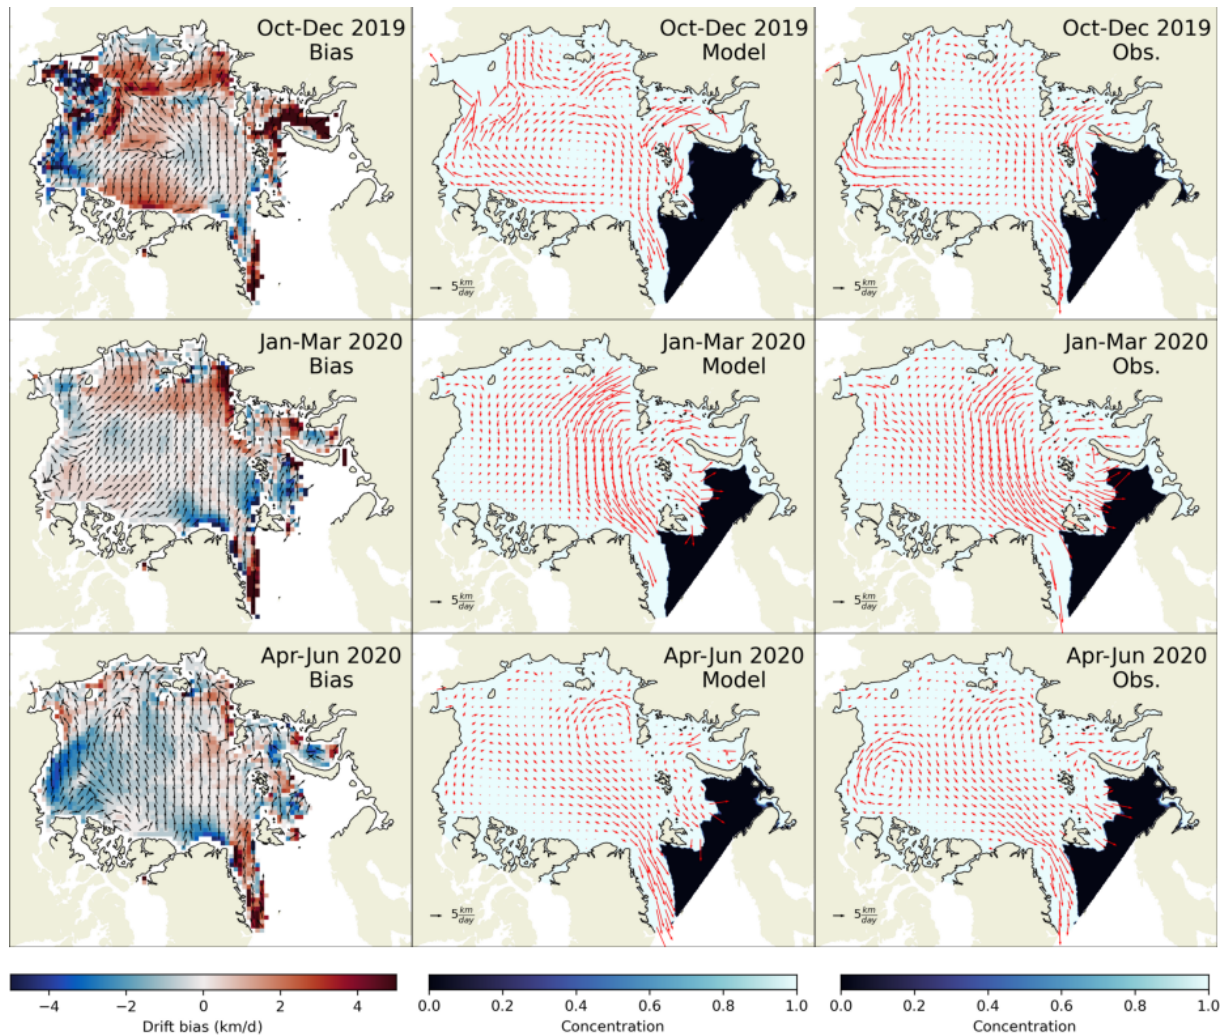 Oct-Dec 2019
Bias
Oct-Dec 2019
Model
5 km/day
Oct-Dec 2019
Obs.
5 km/day
Jan-Mar 2020
Bias
Jan-Mar 2020
Model
5 km/day
Jan-Mar 2020
Obs.
5 km/day
Apr-Jun 2020
Bias
Apr-Jun 2020
Model
5 km/day
Apr-Jun 2020
Obs.
5 km/day
−4 −2 0 2 4
Drift bias (km/d)
0.0 0.2 0.4 0.6 0.8 1.0
Concentration
0.0 0.2 0.4 0.6 0.8 1.0
Concentration